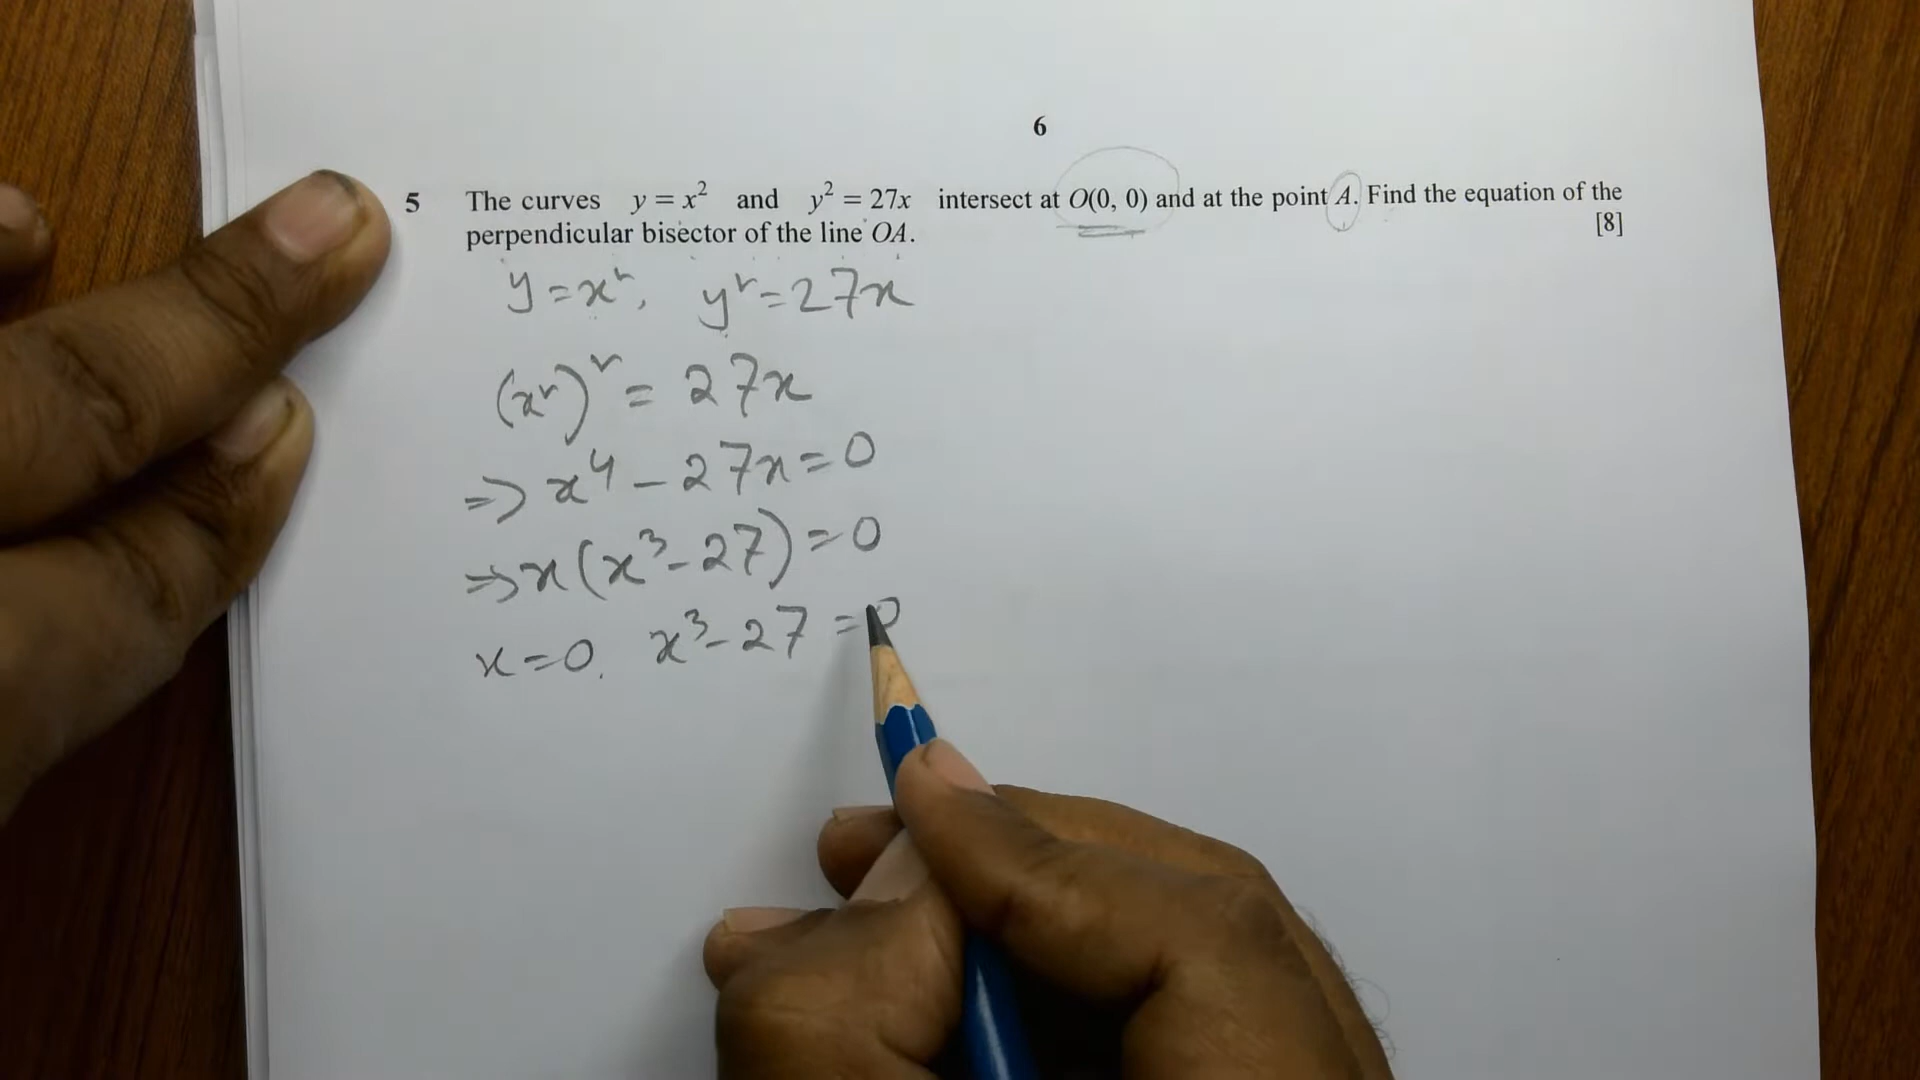 6
5 The curves y = x² and y² = 27x intersect at O(0, 0) and at the point A. Find the equation of the
perpendicular bisector of the line OA. [8]
y = x², y² = 27x
(x²)² = 27x
⇒ x⁴ - 27x = 0
⇒ x(x³ - 27) = 0
x = 0, x³ - 27 = 0